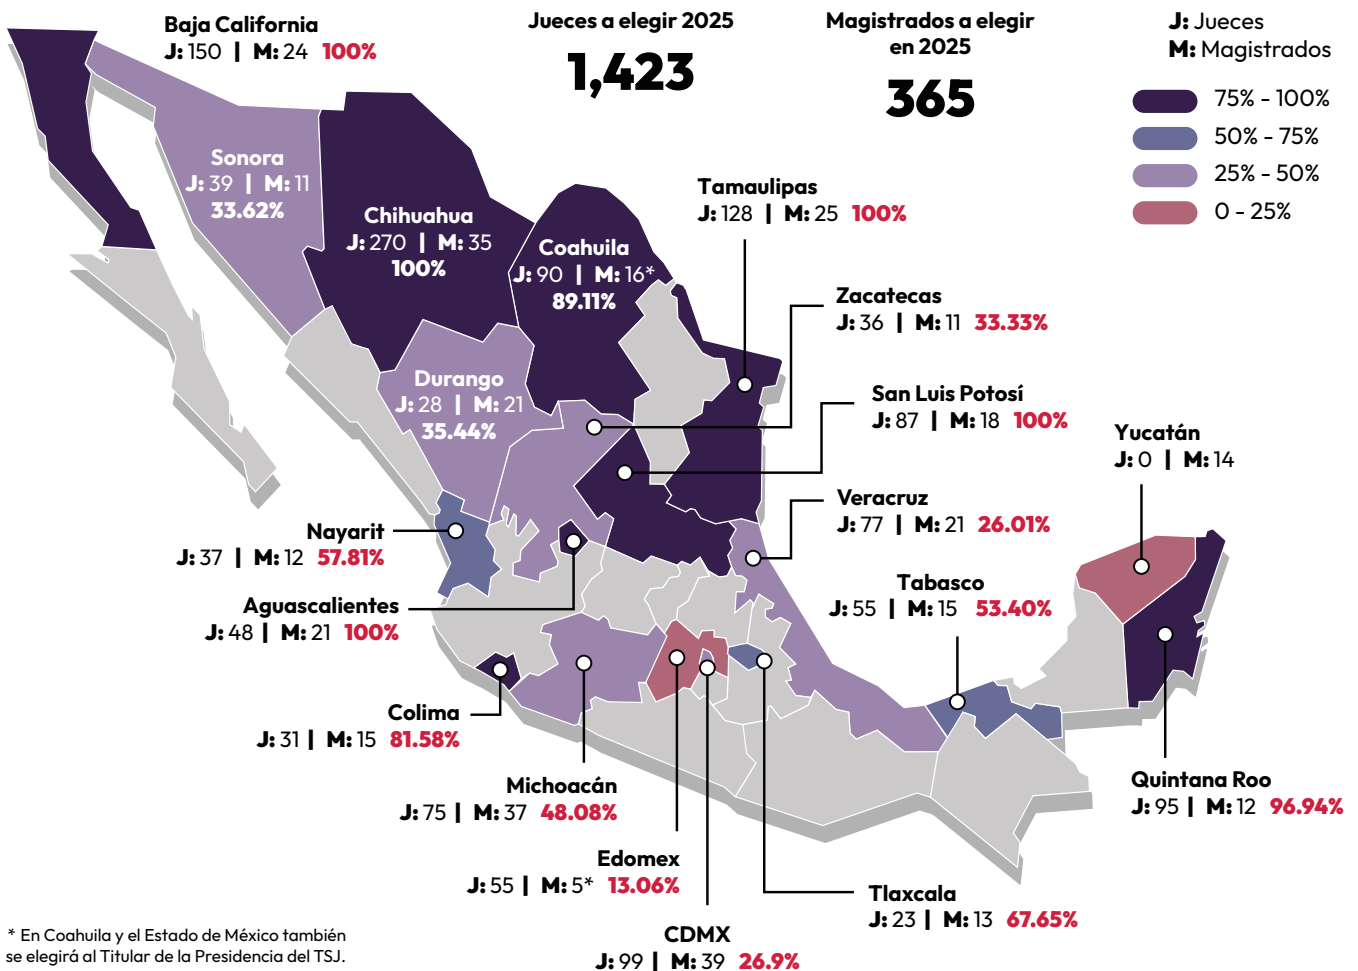 Baja California
J: 150 | M: 24 100%
Jueces a elegir 2025
1,423
Magistrados a elegir
en 2025
365
J: Jueces
M: Magistrados
75% - 100%
50% - 75%
25% - 50%
0 - 25%
Sonora
J: 39 | M: 11
33.62%
Chihuahua
J: 270 | M: 35
100%
Coahuila
J: 90 | M: 16*
89.11%
Tamaulipas
J: 128 | M: 25 100%
Zacatecas
J: 36 | M: 11 33.33%
Durango
J: 28 | M: 21
35.44%
San Luis Potosí
J: 87 | M: 18 100%
Yucatán
J: 0 | M: 14
Veracruz
J: 77 | M: 21 26.01%
Nayarit
J: 37 | M: 12 57.81%
Tabasco
J: 55 | M: 15 53.40%
Aguascalientes
J: 48 | M: 21 100%
Colima
J: 31 | M: 15 81.58%
Michoacán
J: 75 | M: 37 48.08%
Quintana Roo
J: 95 | M: 12 96.94%
Edomex
J: 55 | M: 5* 13.06%
Tlaxcala
J: 23 | M: 13 67.65%
CDMX
J: 99 | M: 39 26.9%
* En Coahuila y el Estado de México también
se elegirá al Titular de la Presidencia del TSJ.